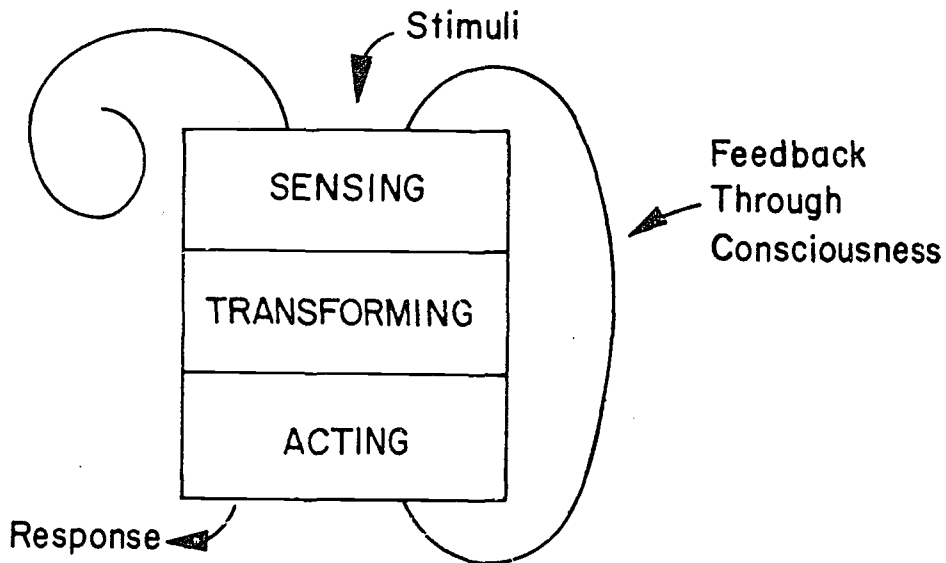 Stimuli
SENSING
Feedback
Through
Consciousness
TRANSFORMING
ACTING
Response